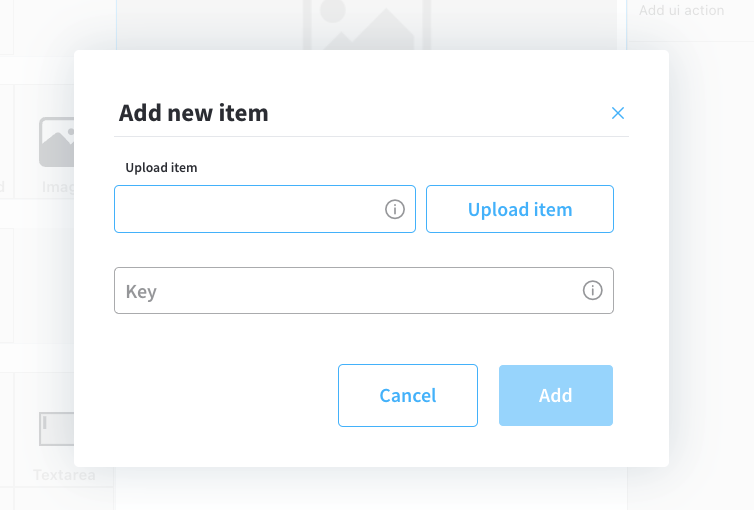 Add ui action
Add new item
Upload item
Upload item
Key
Imag
Cancel
Add
Textarea